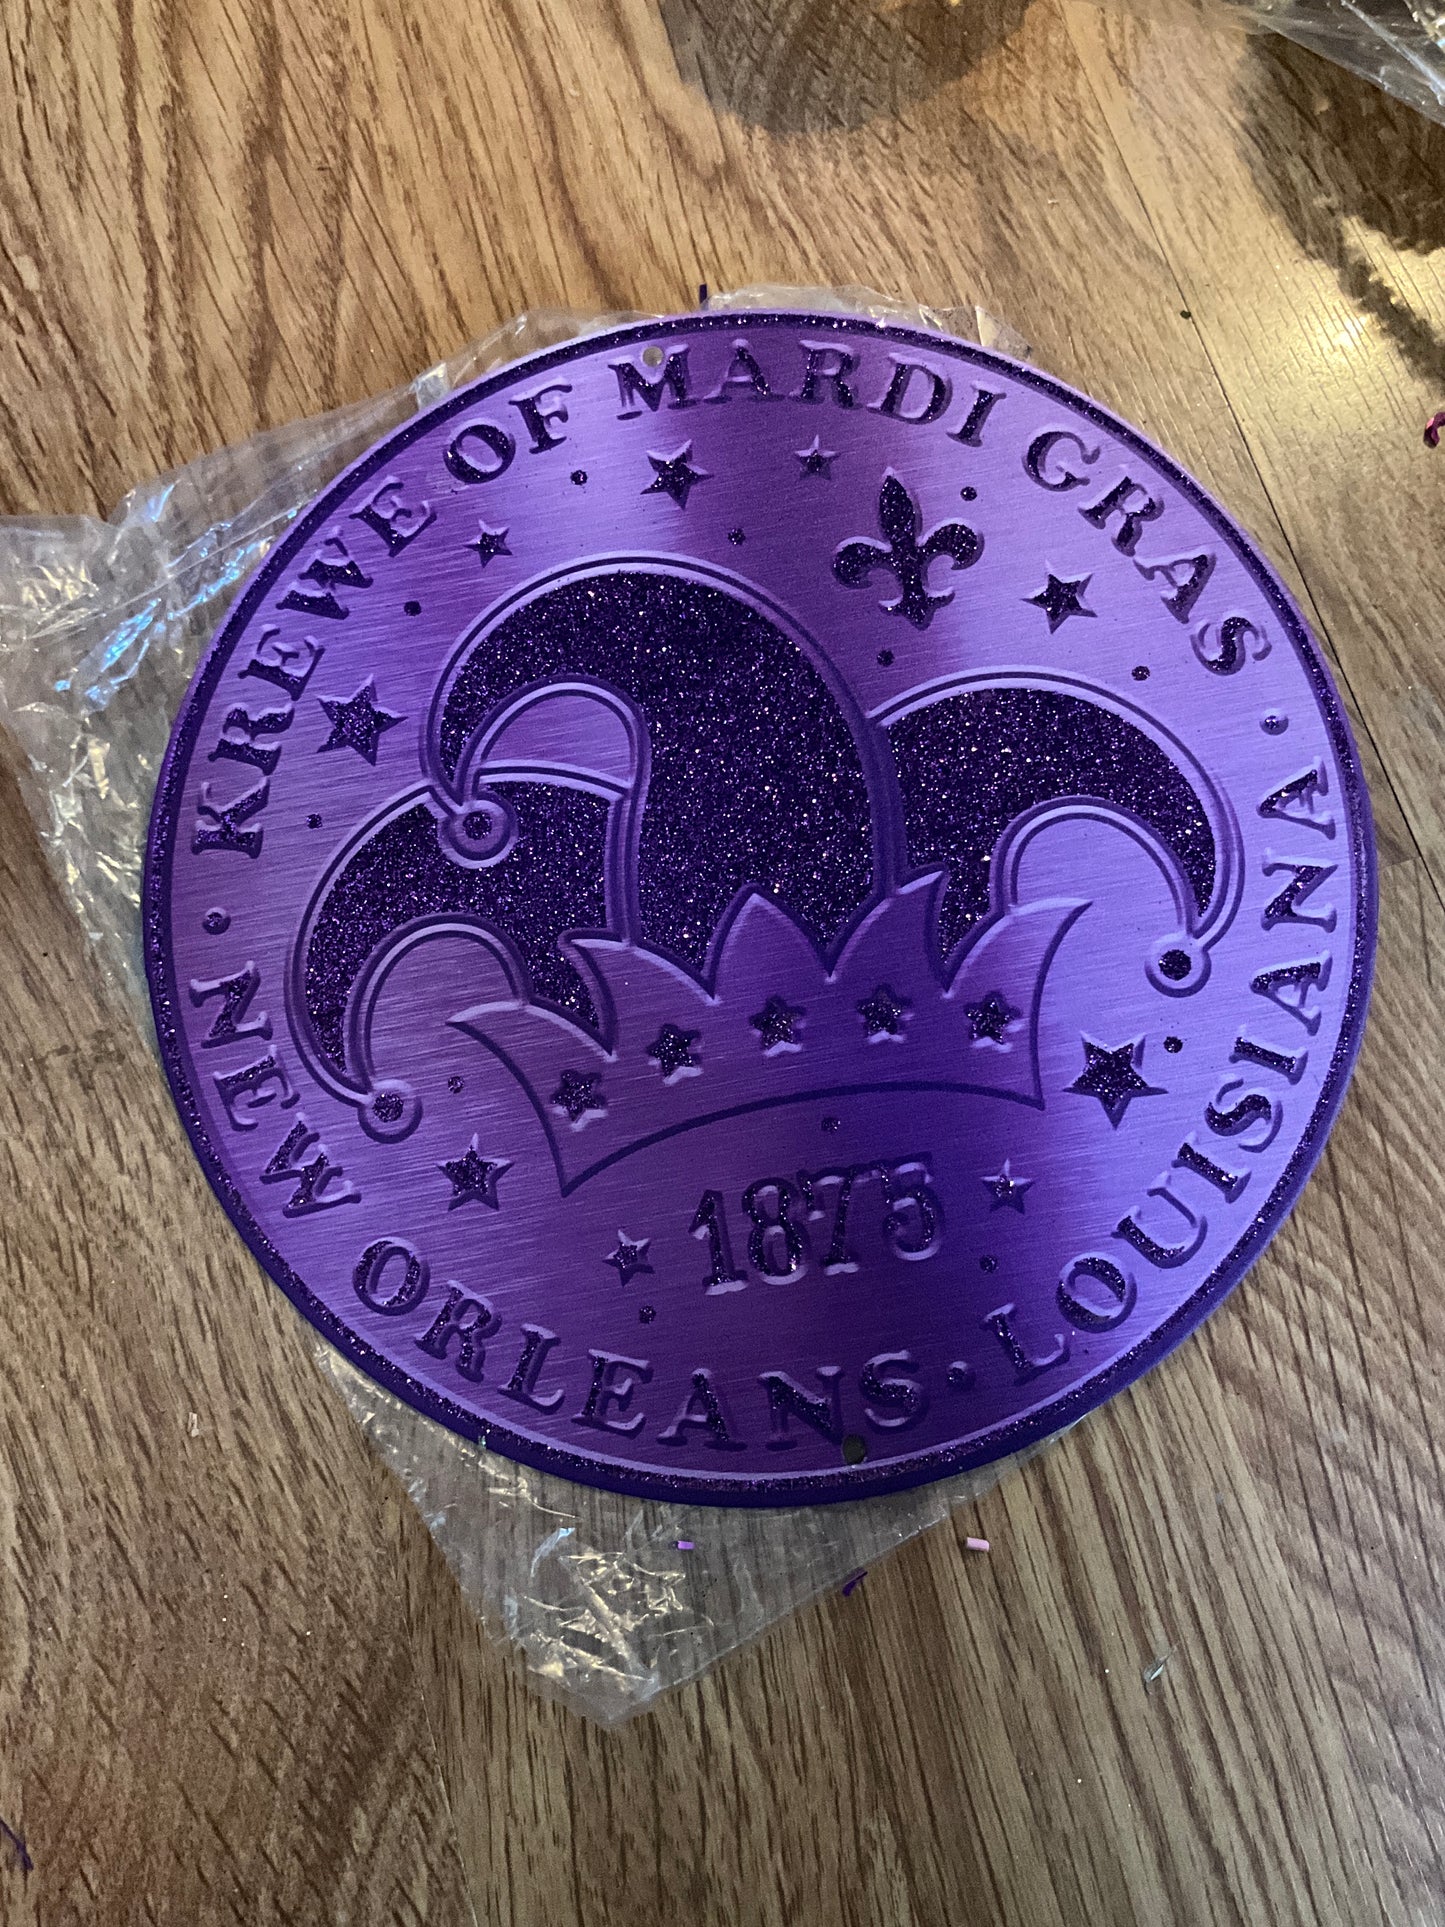 KREWE OF MARDI GRAS
1875
NEW ORLEANS · LOUISIANA